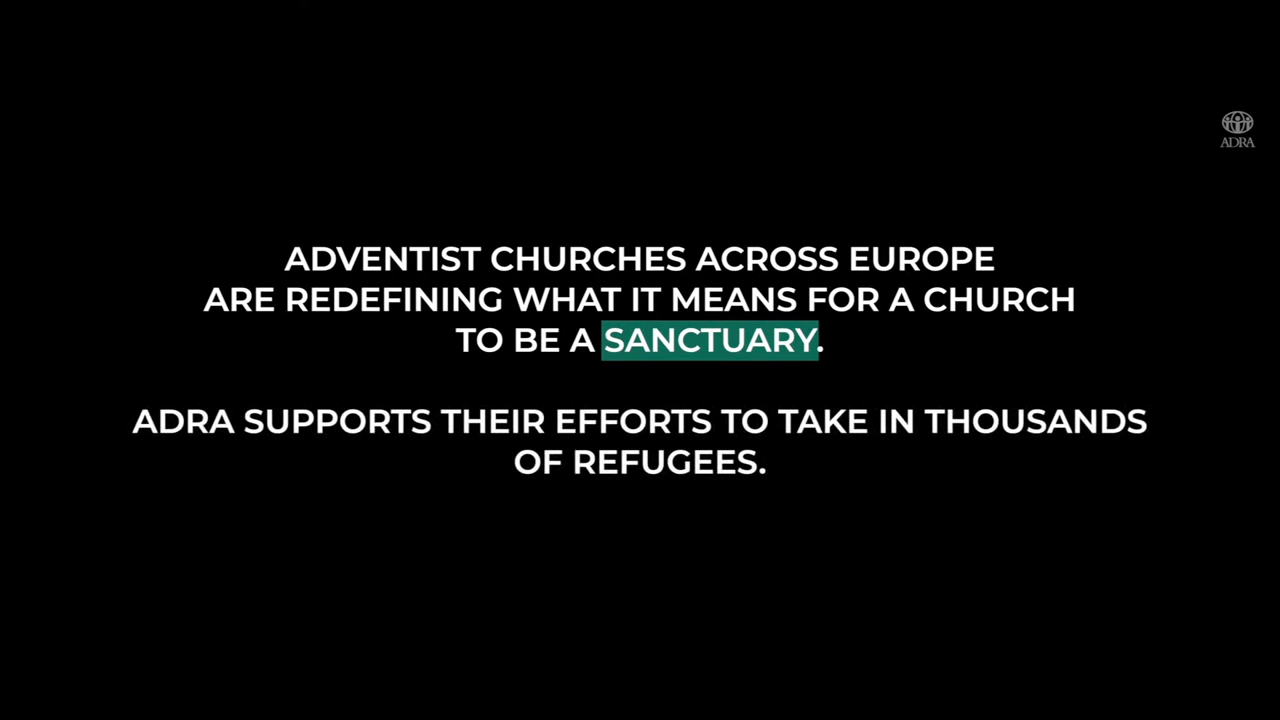 ADRA
ADVENTIST CHURCHES ACROSS EUROPE
ARE REDEFINING WHAT IT MEANS FOR A CHURCH
TO BE A SANCTUARY.
ADRA SUPPORTS THEIR EFFORTS TO TAKE IN THOUSANDS
OF REFUGEES.